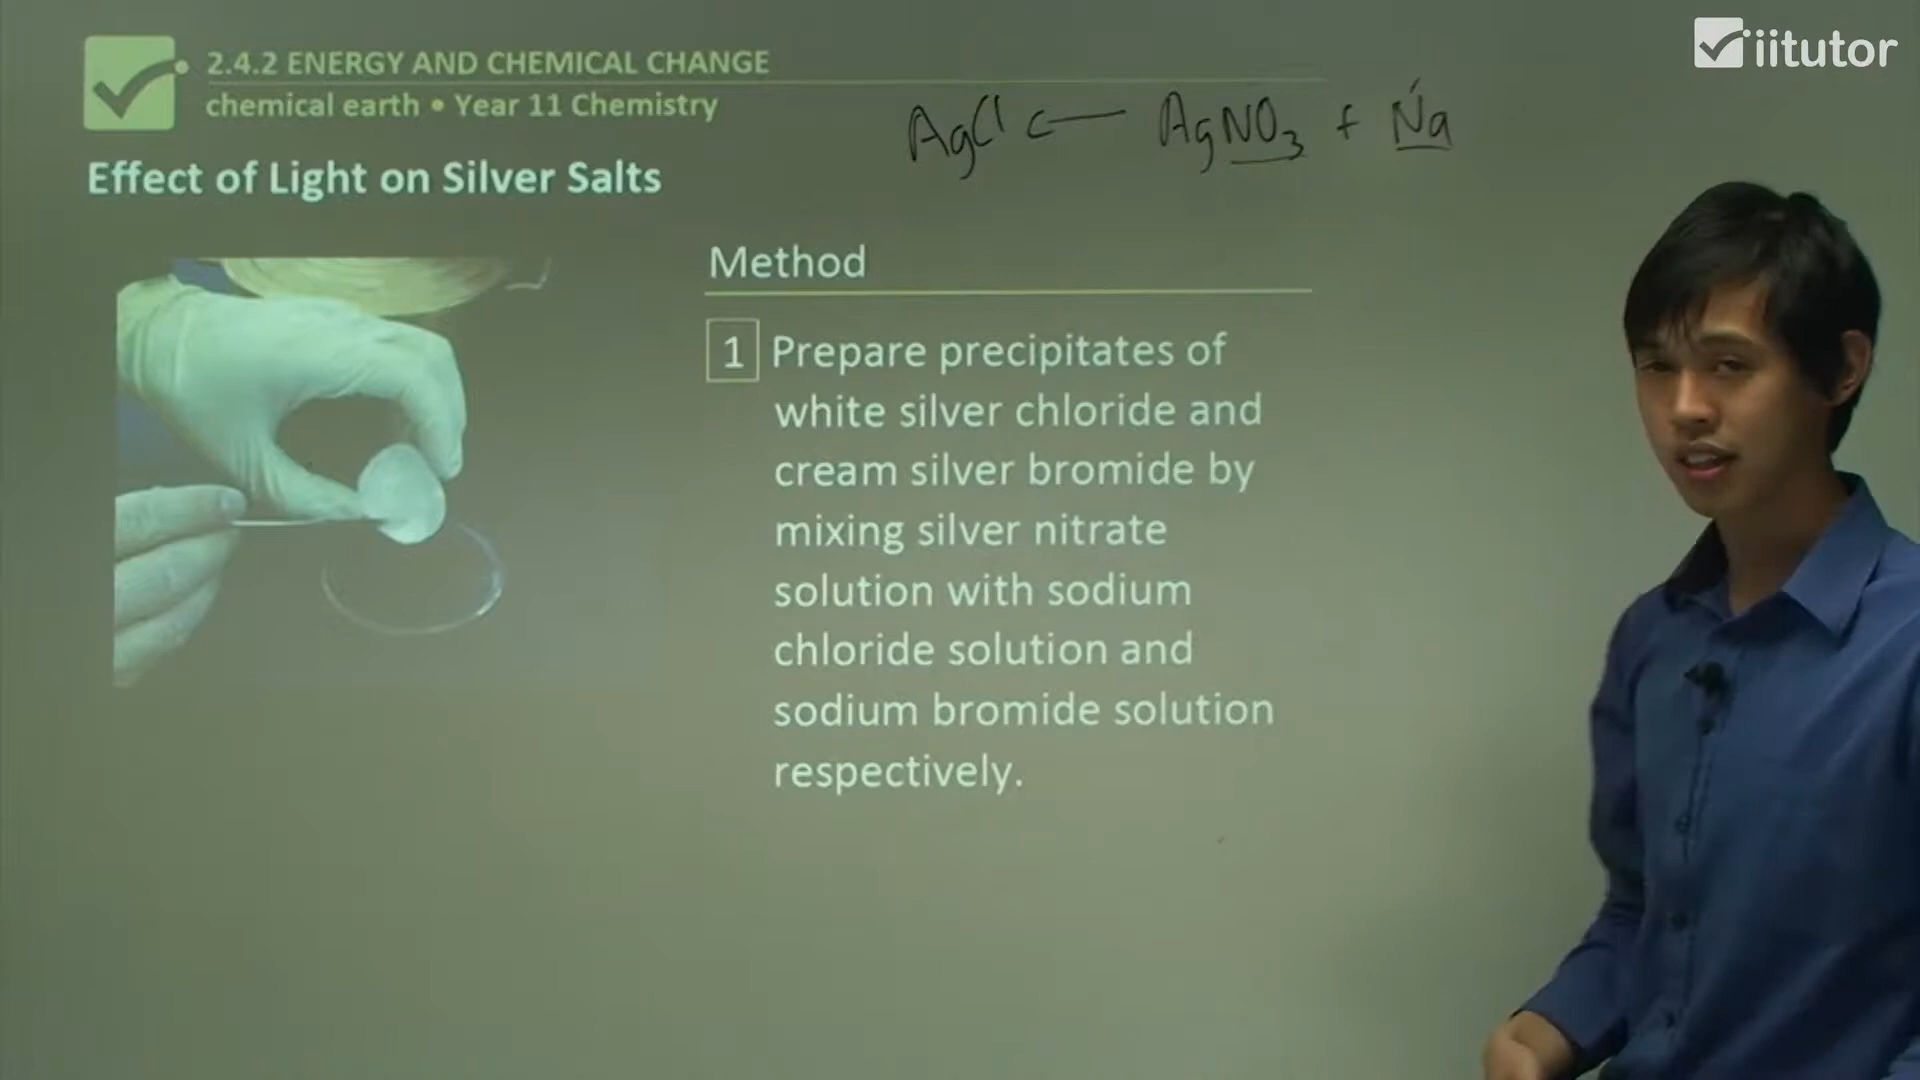 iitutor
2.4.2 ENERGY AND CHEMICAL CHANGE
chemical earth • Year 11 Chemistry
AgCl ⟵ AgNO₃ + Na
Effect of Light on Silver Salts
Method
1 Prepare precipitates of
white silver chloride and
cream silver bromide by
mixing silver nitrate
solution with sodium
chloride solution and
sodium bromide solution
respectively.